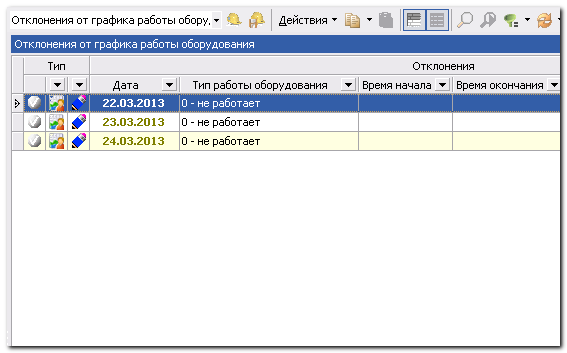 Отклонения от графика работы обору, Действия
Отклонения от графика работы оборудования
Тип Отклонения
Дата Тип работы оборудования Время начала Время окончания
22.03.2013 0 - не работает
23.03.2013 0 - не работает
24.03.2013 0 - не работает